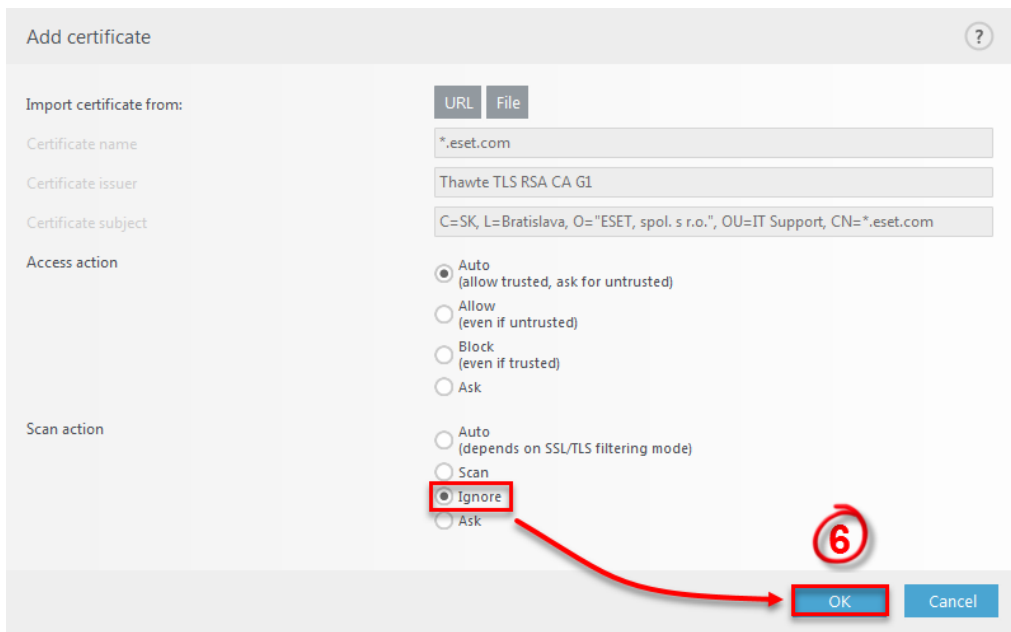 Add certificate
?
Import certificate from:
URL File
Certificate name
*.eset.com
Certificate issuer
Thawte TLS RSA CA G1
Certificate subject
C=SK, L=Bratislava, O="ESET, spol. s r.o.", OU=IT Support, CN=*.eset.com
Access action
Auto
(allow trusted, ask for untrusted)
Allow
(even if untrusted)
Block
(even if trusted)
Ask
Scan action
Auto
(depends on SSL/TLS filtering mode)
Scan
Ignore
Ask
6
OK
Cancel